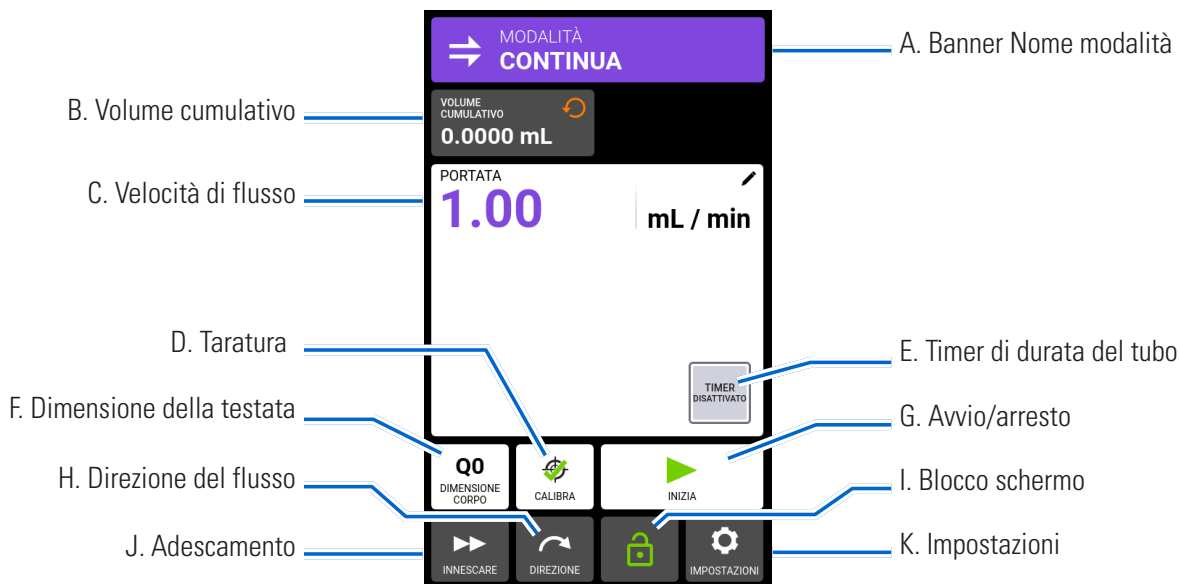 MODALITÀ
CONTINUA
A. Banner Nome modalità
B. Volume cumulativo
VOLUME
CUMULATIVO
0.0000 mL
C. Velocità di flusso
PORTATA
1.00
mL / min
D. Taratura
E. Timer di durata del tubo
TIMER
DISATTIVATO
F. Dimensione della testata
G. Avvio/arresto
Q0
DIMENSIONE
CORPO
CALIBRA
INIZIA
H. Direzione del flusso
I. Blocco schermo
J. Adescamento
K. Impostazioni
INNESCARE
DIREZIONE
IMPOSTAZIONI